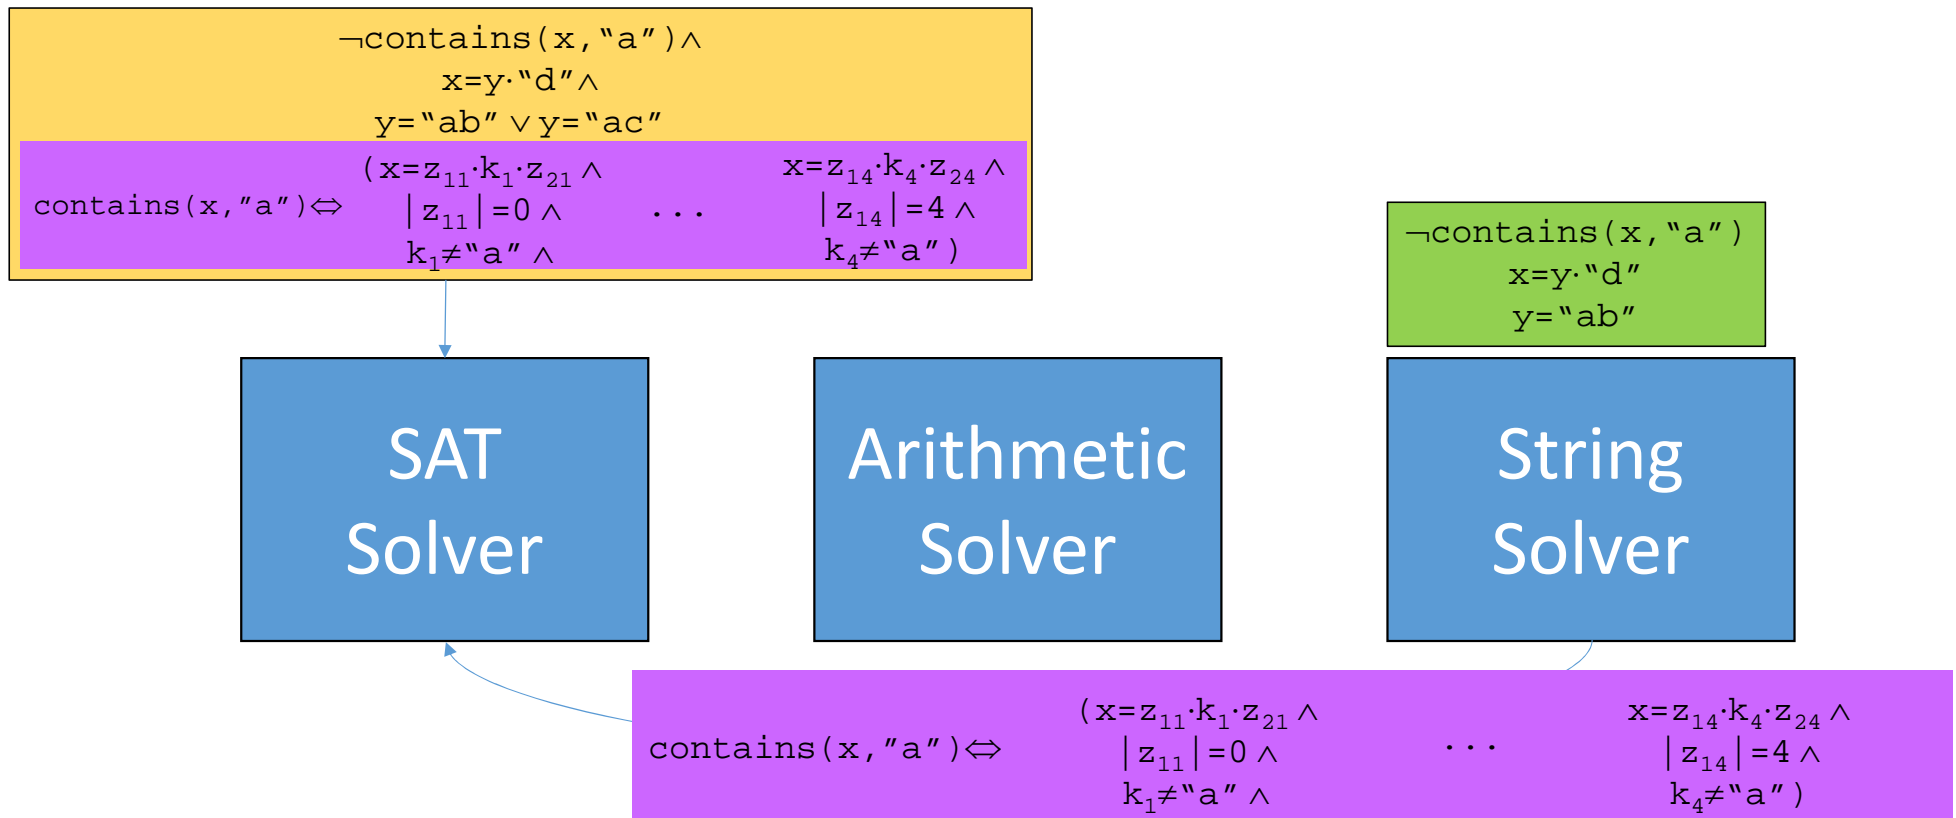 ¬contains(x,“a”)∧
x=y·“d”∧
y=“ab” ∨ y=“ac”
contains(x,”a”)⇔
(x=z₁₁·k₁·z₂₁ ∧
|z₁₁|=0 ∧
k₁≠“a” ∧
...
x=z₁₄·k₄·z₂₄ ∧
|z₁₄|=4 ∧
k₄≠“a”)
¬contains(x,“a”)
x=y·“d”
y=“ab”
SAT
Solver
Arithmetic
Solver
String
Solver
contains(x,”a”)⇔
(x=z₁₁·k₁·z₂₁ ∧
|z₁₁|=0 ∧
k₁≠“a” ∧
...
x=z₁₄·k₄·z₂₄ ∧
|z₁₄|=4 ∧
k₄≠“a”)